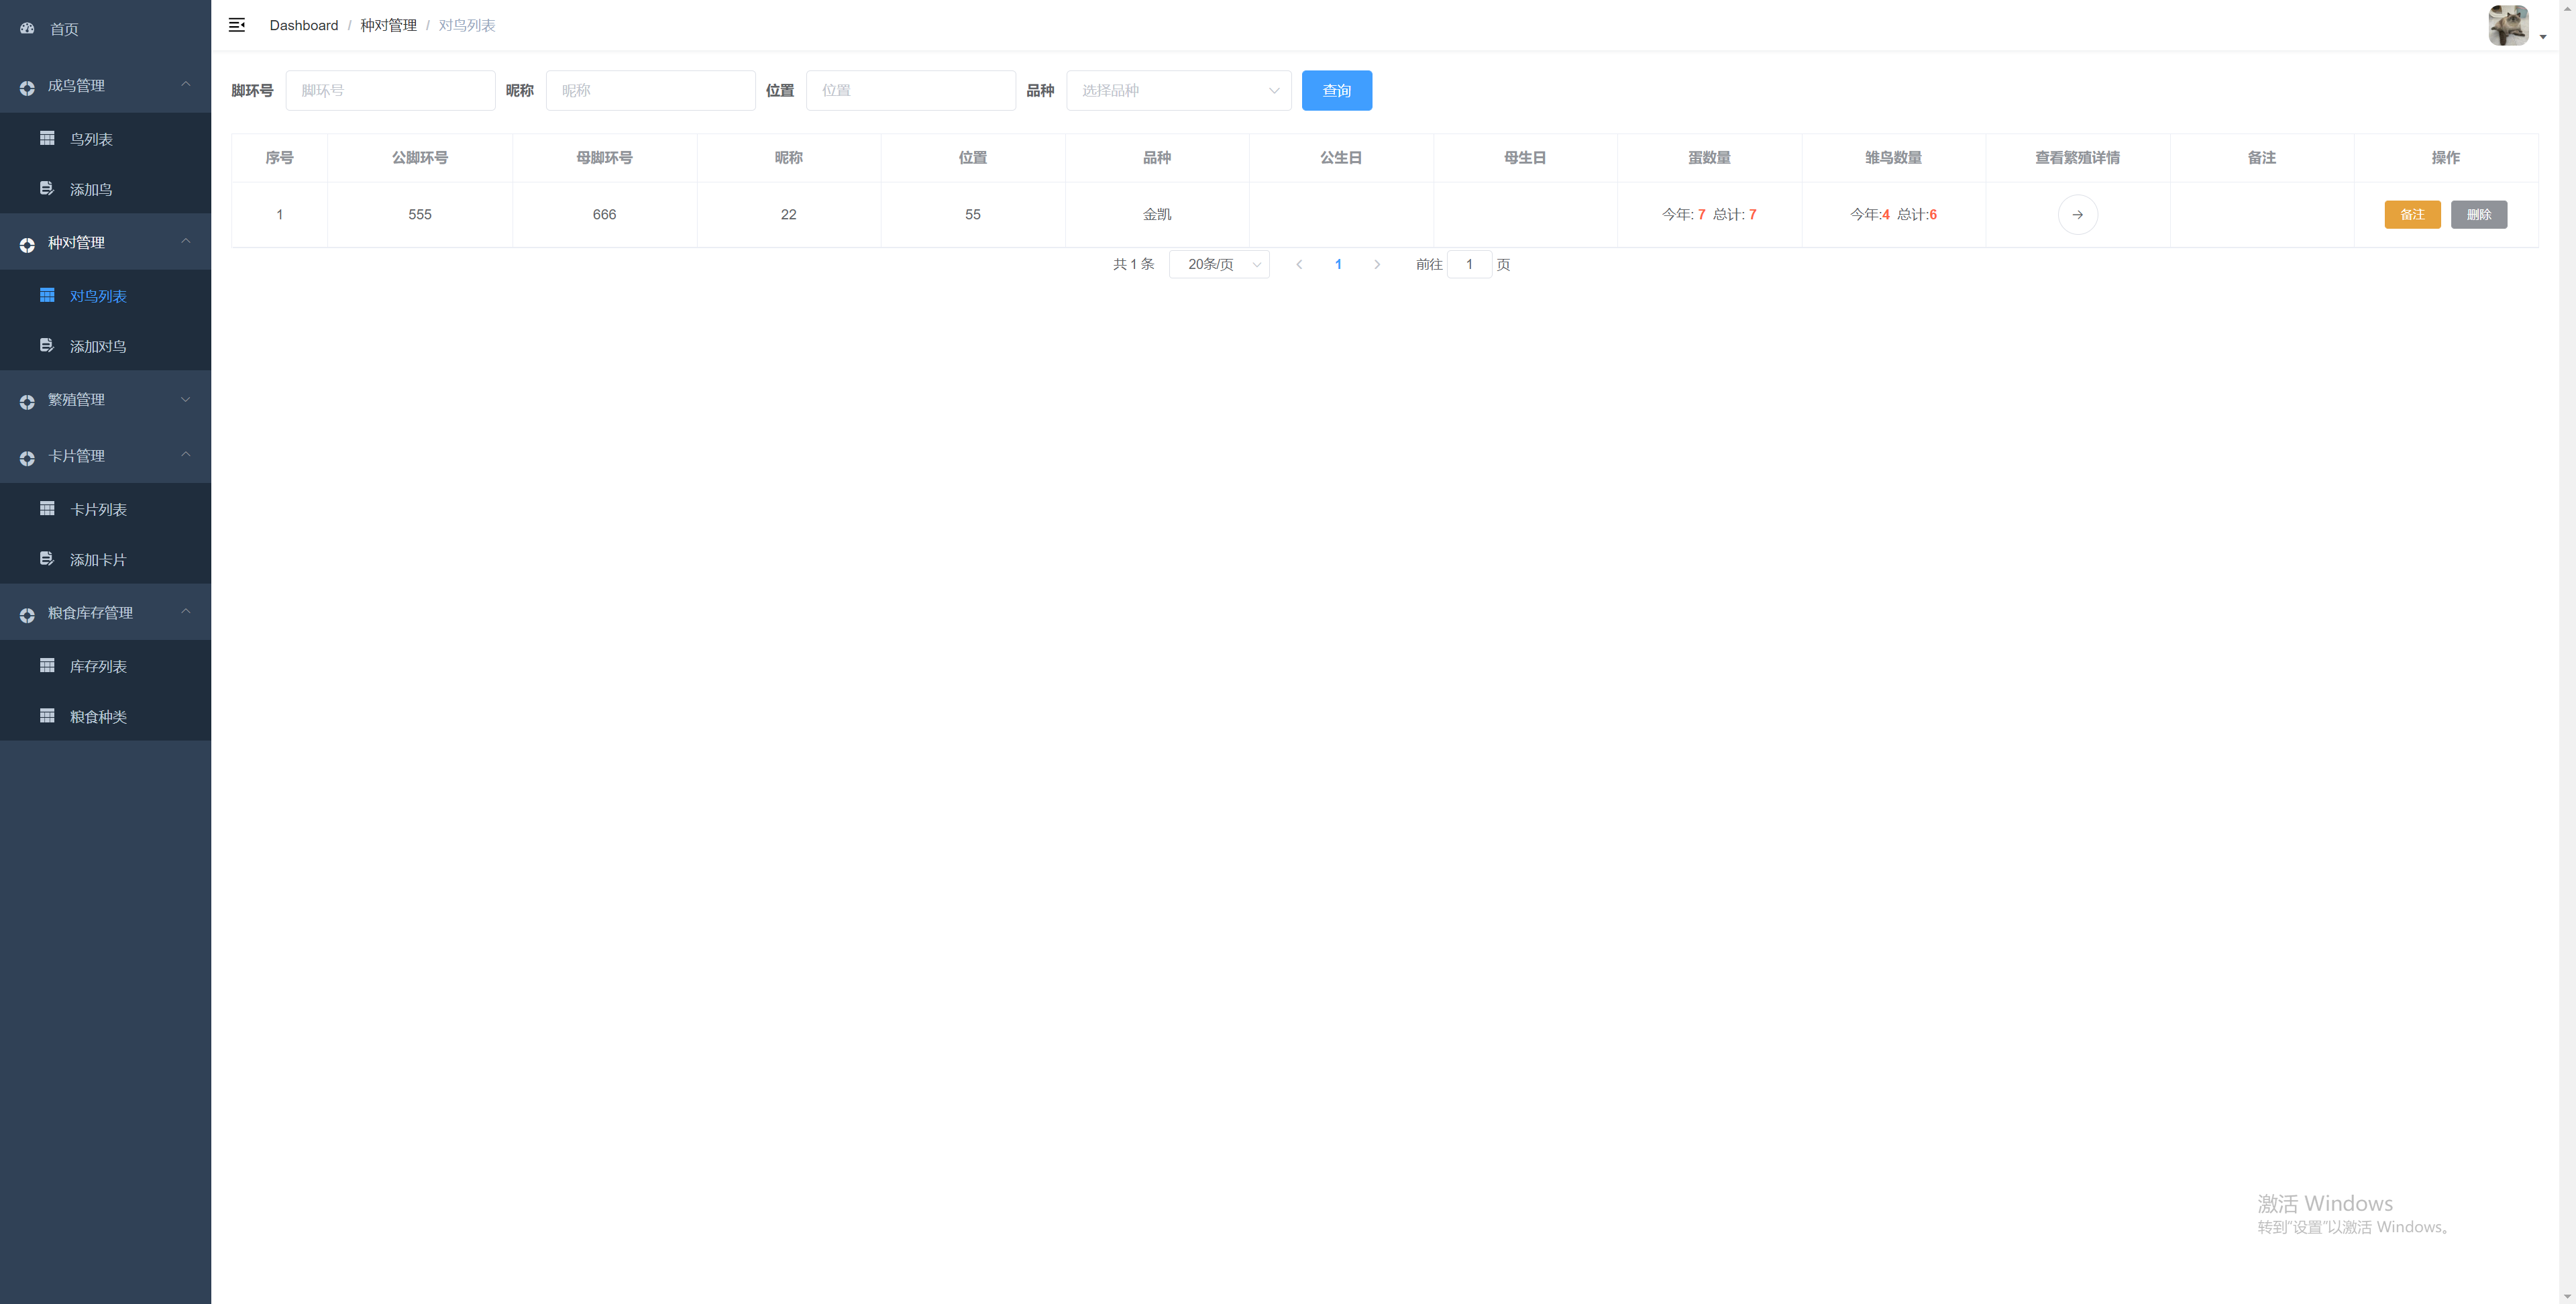 首页
成鸟管理
鸟列表
添加鸟
种对管理
对鸟列表
添加对鸟
繁殖管理
卡片管理
卡片列表
添加卡片
粮食库存管理
库存列表
粮食种类
Dashboard / 种对管理 / 对鸟列表
脚环号 脚环号 昵称 昵称 位置 位置 品种 选择品种 查询
序号 公脚环号 母脚环号 昵称 位置 品种 公生日 母生日 蛋数量 雏鸟数量 查看繁殖详情 备注 操作
1 555 666 22 55 金凯 今年: 7 总计: 7 今年:4 总计:6 备注 删除
共 1 条 20条/页 1 前往 1 页
激活 Windows
转到"设置"以激活 Windows。